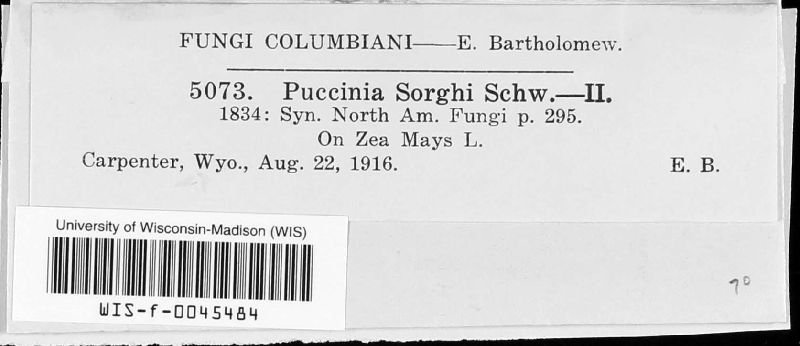 FUNGI COLUMBIANI—E. Bartholomew.
5073. Puccinia Sorghi Schw.—II.
1834: Syn. North Am. Fungi p. 295.
On Zea Mays L.
Carpenter, Wyo., Aug. 22, 1916. E. B.
University of Wisconsin-Madison (WIS)
WIS-f-0045484